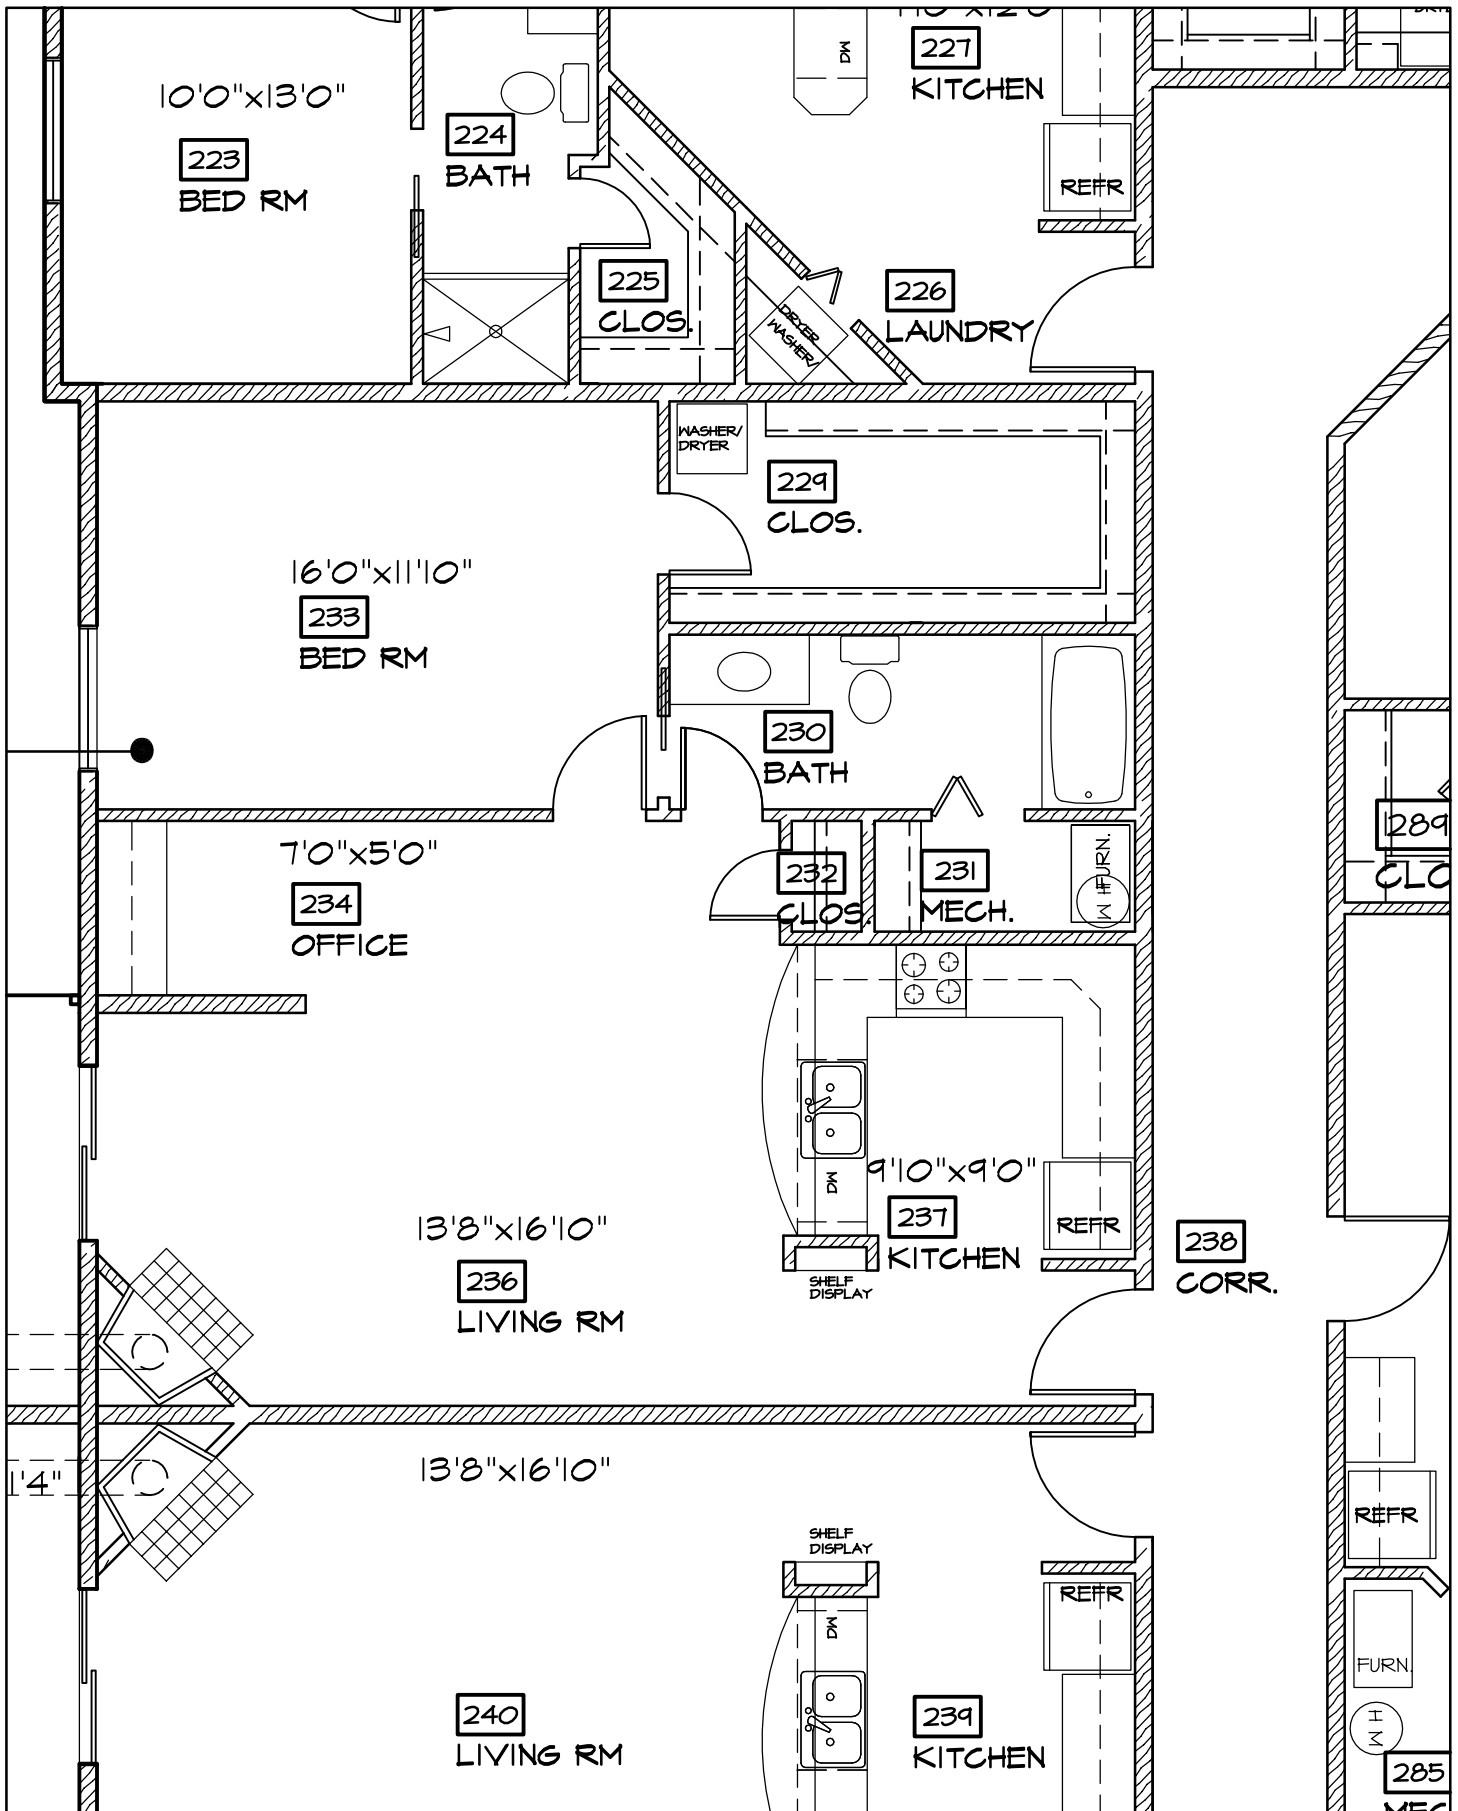 10'0"x13'0"
223
BED RM
224
BATH
DW
227
KITCHEN
REFR
225
CLOS.
DRYER
WASHER/
226
LAUNDRY
WASHER/
DRYER
229
CLOS.
16'0"x11'10"
233
BED RM
230
BATH
7'0"x5'0"
234
OFFICE
232
CLOS.
231
MECH.
FURN.
H W
289
CLO
9'10"x9'0"
DW
237
KITCHEN
REFR
13'8"x16'10"
236
LIVING RM
SHELF
DISPLAY
238
CORR.
1'4"
13'8"x16'10"
SHELF
DISPLAY
REFR
REFR
DW
FURN.
H W
240
LIVING RM
239
KITCHEN
285